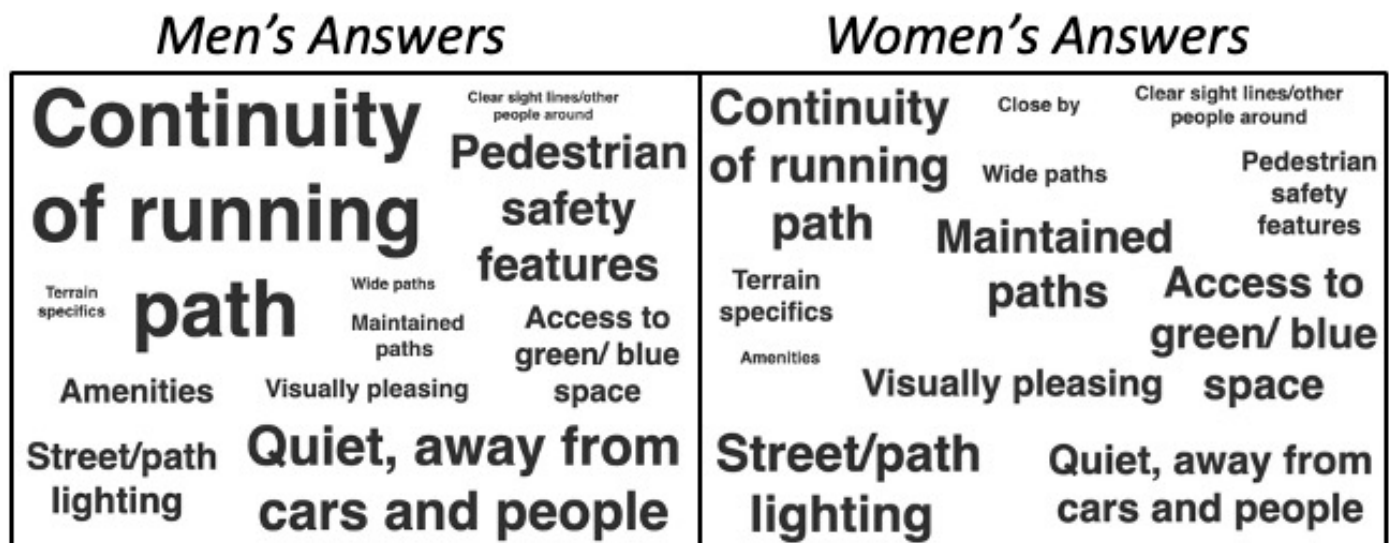 Men's Answers
Women's Answers
Continuity
of running
path
Clear sight lines/other
people around
Pedestrian
safety
features
Terrain
specifics
Wide paths
Maintained
paths
Access to
green/ blue
space
Amenities
Visually pleasing
Street/path
lighting
Quiet, away from
cars and people
Continuity
of running
path
Close by
Clear sight lines/other
people around
Wide paths
Pedestrian
safety
features
Maintained
paths
Terrain
specifics
Access to
green/ blue
space
Amenities
Visually pleasing
Street/path
lighting
Quiet, away from
cars and people